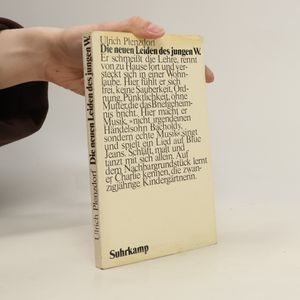 Ulrich Plenzdorf
Die neuen Leiden des jungen W.
Er schmeißt die Lehre, rennt
von zu Hause fort und ver-
steckt sich in einer Wohn-
laube. Hier fühlt er sich
frei, keine Sauberkeit, Ord-
nung, Pünktlichkeit, ohne
Mutter, die das Briefgeheim-
nis bricht. Hier macht er
Musik, »nicht irgendeinen
Händelsohn Bacholdy,
sondern echte Musik« singt
und spielt ein Lied auf Blue
Jeans. Schläft, malt und
tanzt mit sich allein. Auf
dem Nachbargrundstück lernt
er Charlie kennen, die zwan-
zigjährige Kindergärtnerin.
Suhrkamp
Ulrich Plenzdorf Die neuen Leiden des jungen W.